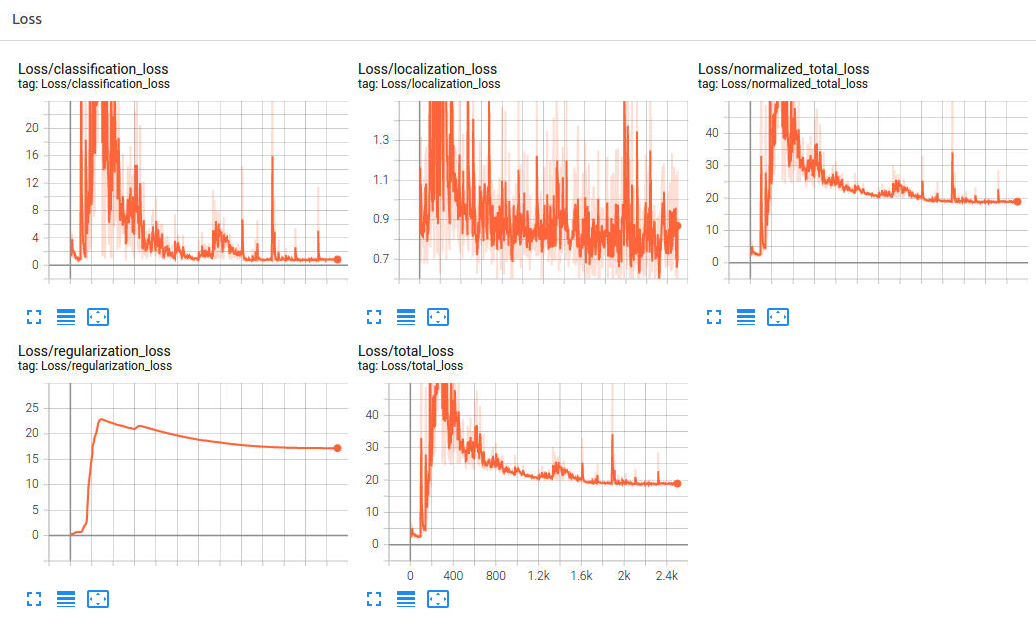 Loss
Loss/classification_loss
tag: Loss/classification_loss
20
16
12
8
4
0
Loss/localization_loss
tag: Loss/localization_loss
1.3
1.1
0.9
0.7
Loss/normalized_total_loss
tag: Loss/normalized_total_loss
40
30
20
10
0
Loss/regularization_loss
tag: Loss/regularization_loss
25
20
15
10
5
0
Loss/total_loss
tag: Loss/total_loss
40
30
20
10
0
0 400 800 1.2k 1.6k 2k 2.4k